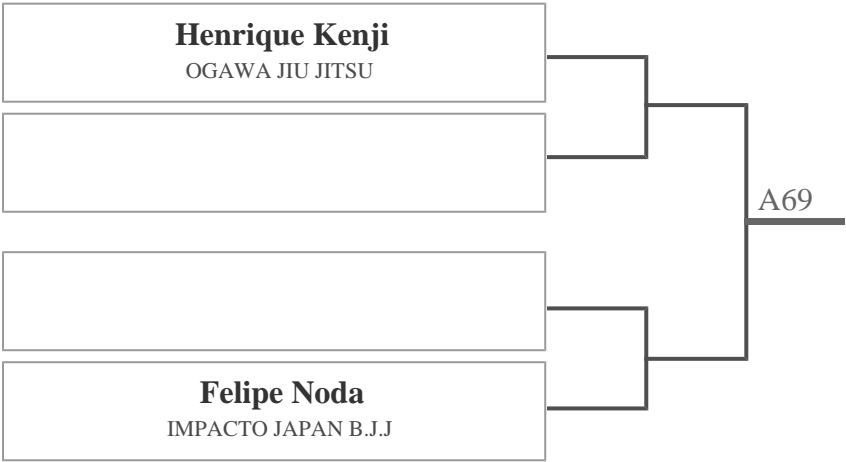 Henrique Kenji
OGAWA JIU JITSU
A69
Felipe Noda
IMPACTO JAPAN B.J.J